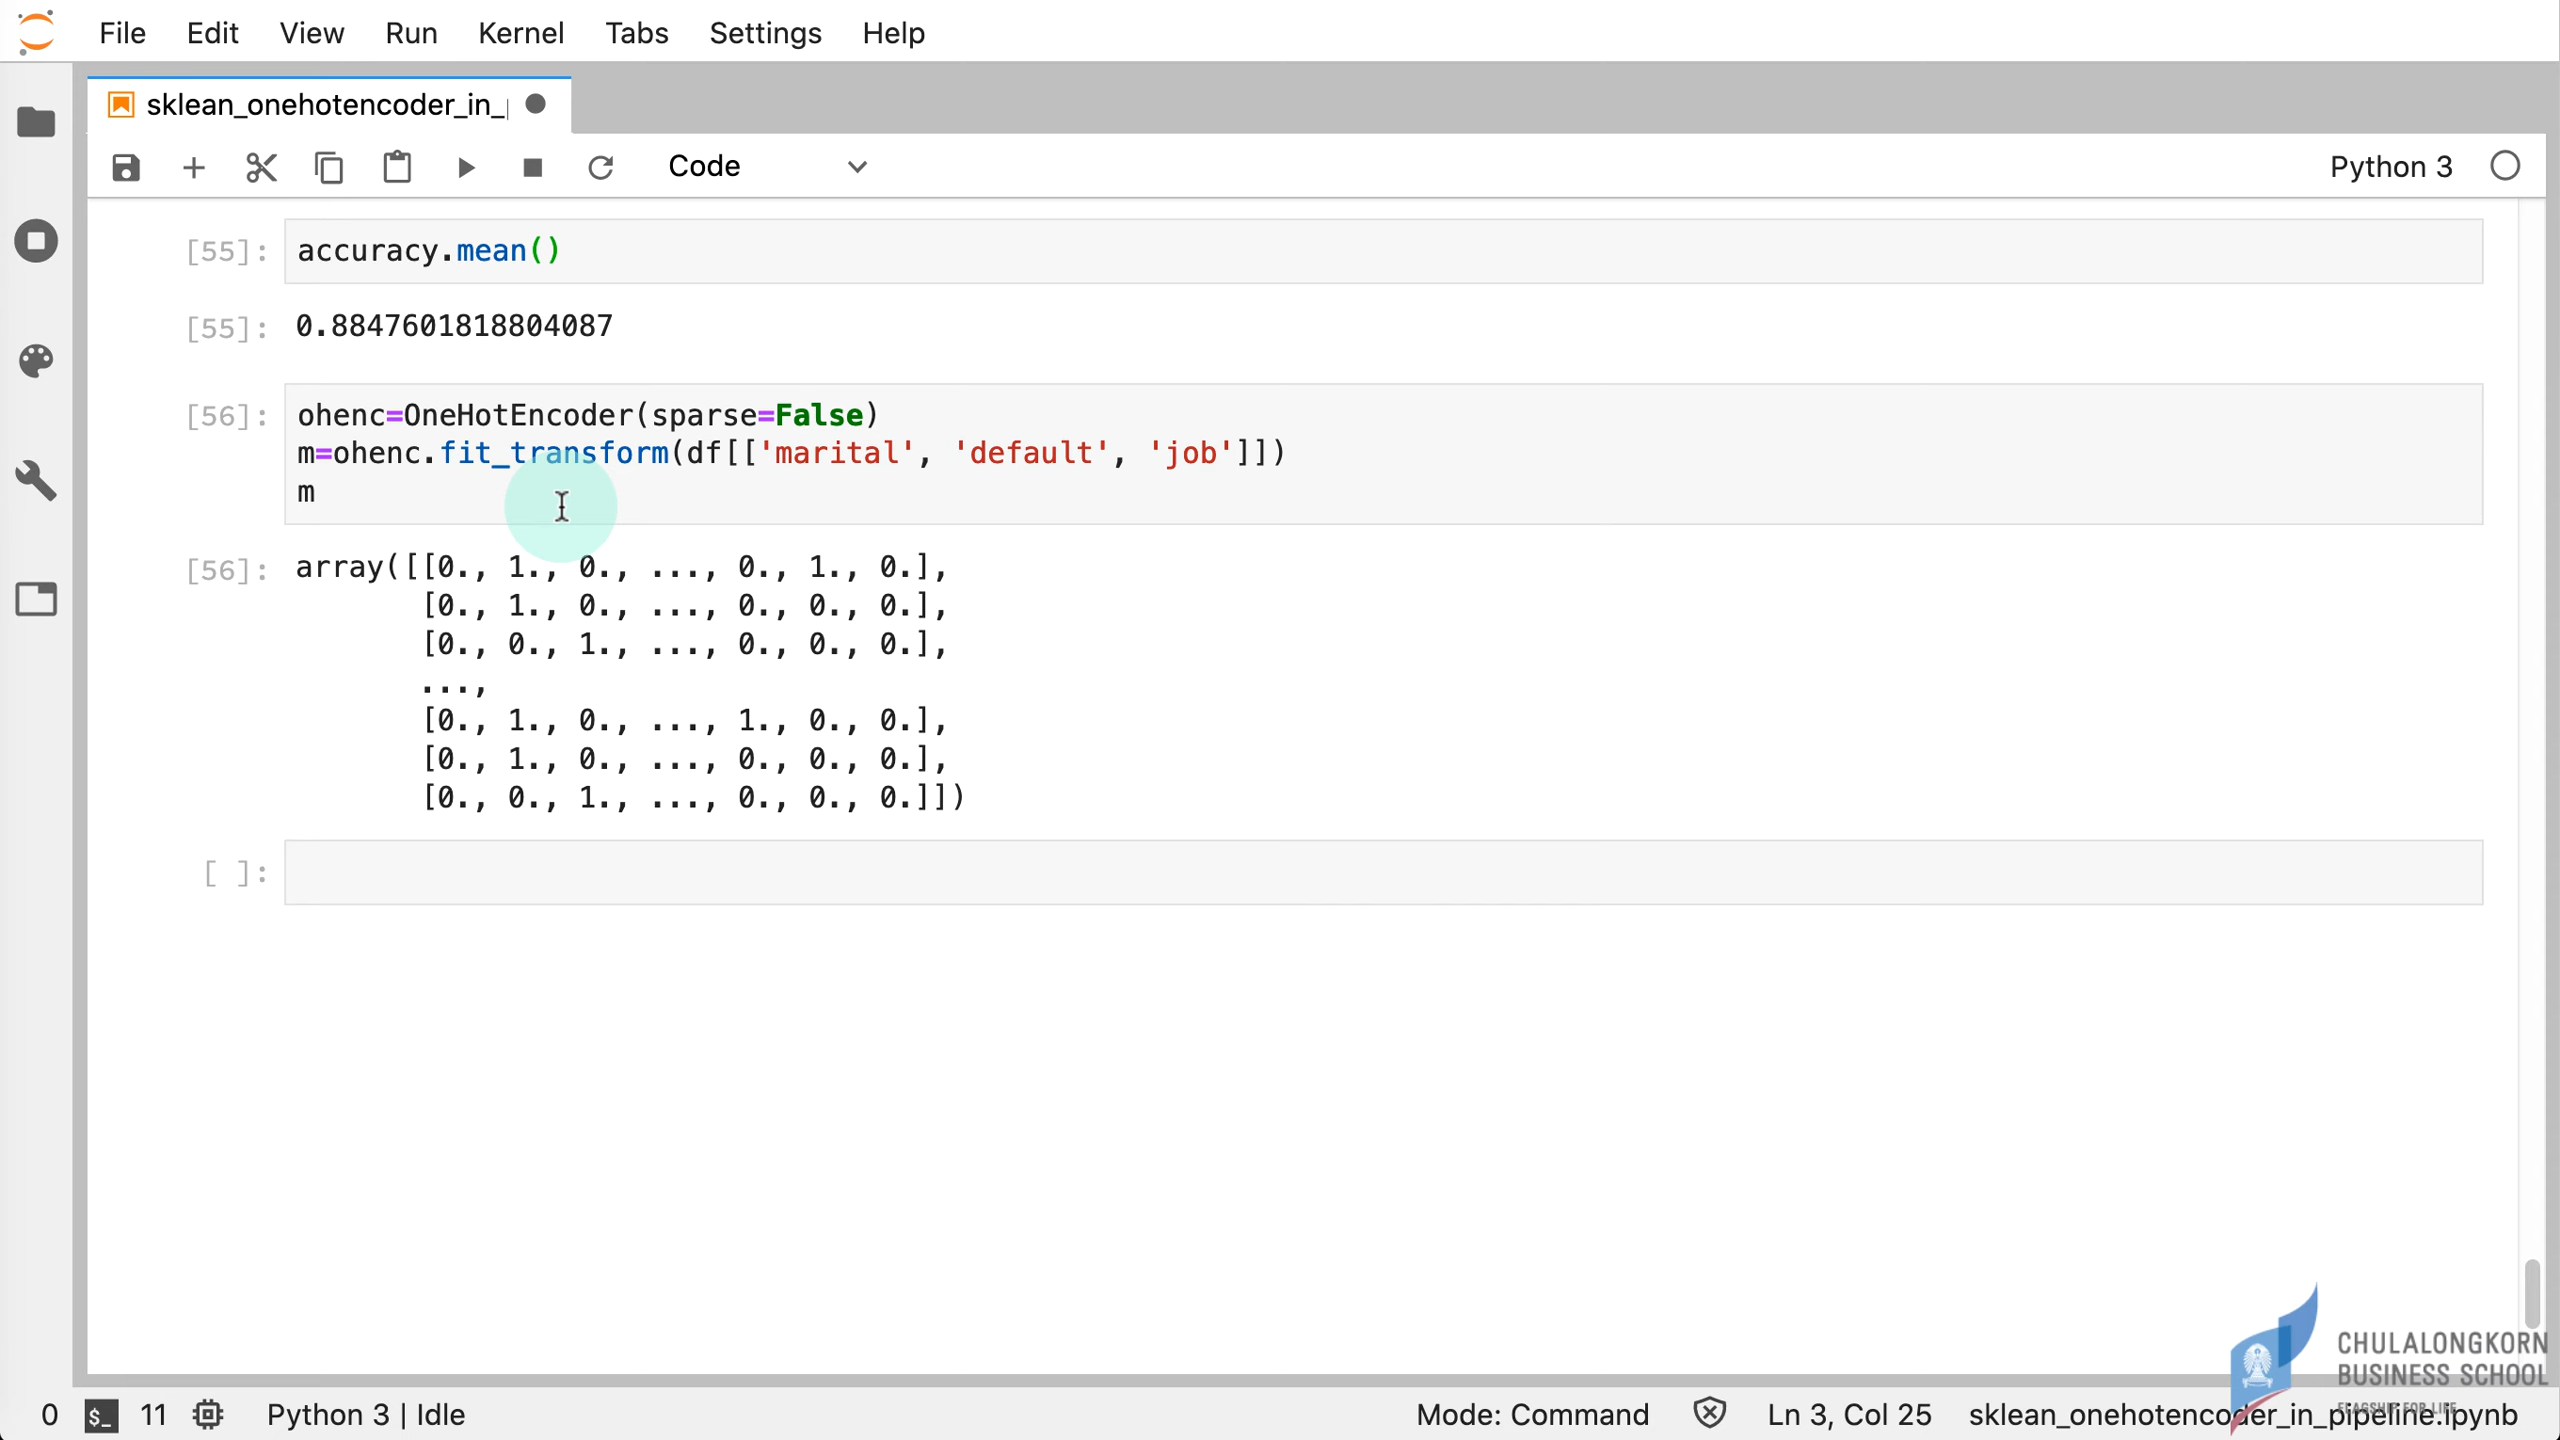 File Edit View Run Kernel Tabs Settings Help
sklean_onehotencoder_in_
Code
Python 3
[55]: accuracy.mean()
[55]: 0.8847601818804087
[56]: ohenc=OneHotEncoder(sparse=False)
m=ohenc.fit_transform(df[['marital', 'default', 'job']])
m
[56]: array([[0., 1., 0., ..., 0., 1., 0.],
[0., 1., 0., ..., 0., 0., 0.],
[0., 0., 1., ..., 0., 0., 0.],
...,
[0., 1., 0., ..., 1., 0., 0.],
[0., 1., 0., ..., 0., 0., 0.],
[0., 0., 1., ..., 0., 0., 0.]])
[ ]:
CHULALONGKORN
BUSINESS SCHOOL
FLAGSHIP FOR LIFE
0 $_ 11 Python 3 | Idle Mode: Command Ln 3, Col 25 sklean_onehotencoder_in_pipeline.ipynb